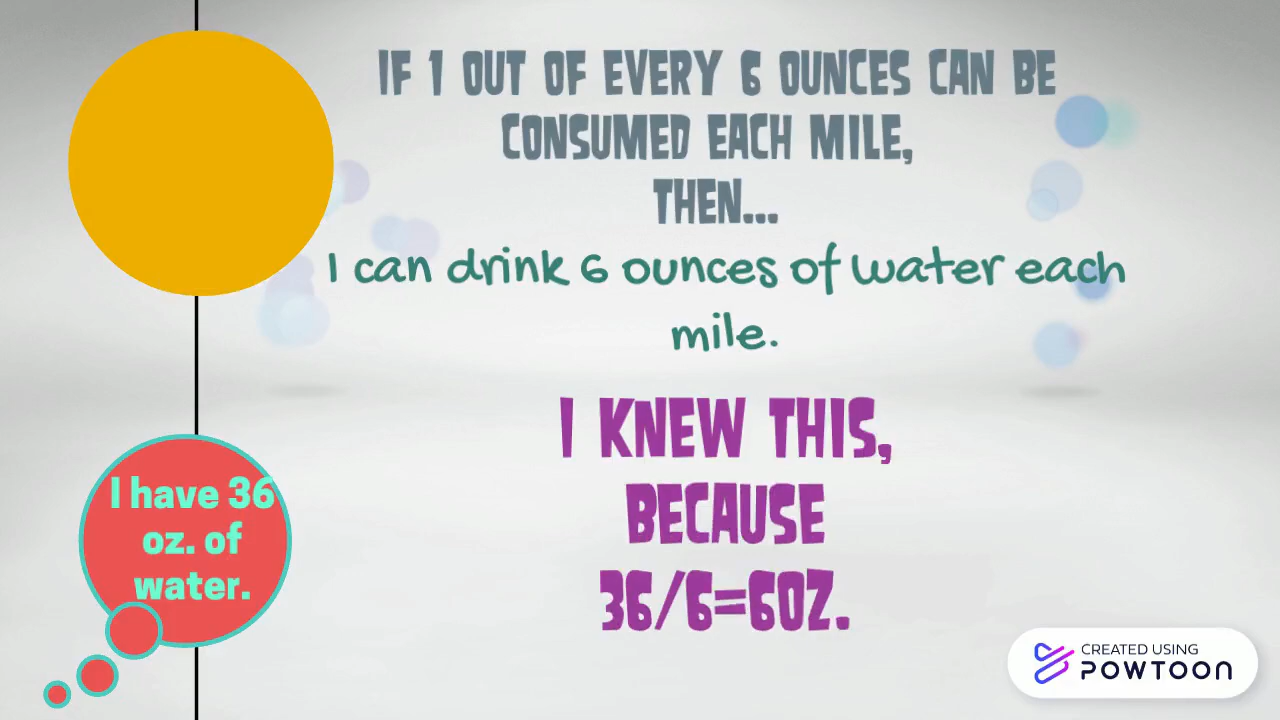 IF 1 OUT OF EVERY 6 OUNCES CAN BE
CONSUMED EACH MILE,
THEN...
I can drink 6 ounces of water each
mile.
I KNEW THIS,
BECAUSE
36/6=6OZ.
I have 36
oz. of
water.
CREATED USING
POWTOON